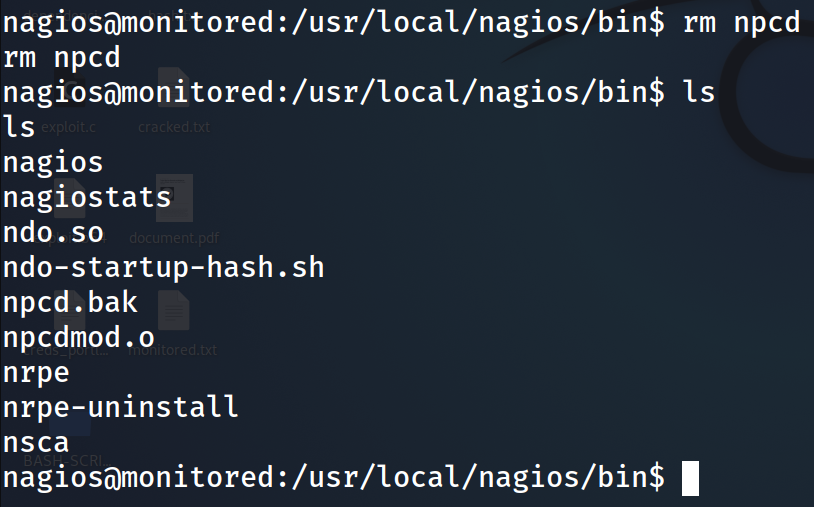 nagios@monitored:/usr/local/nagios/bin$ rm npcd
rm npcd
nagios@monitored:/usr/local/nagios/bin$ ls
ls
exploit.c cracked.txt
nagios
nagiostats
ndo.so
document.pdf
ndo-startup-hash.sh
npcd.bak
npcdmod.o
monitored.txt
nrpe
nrpe-uninstall
nsca
BASH-SCRI...
nagios@monitored:/usr/local/nagios/bin$